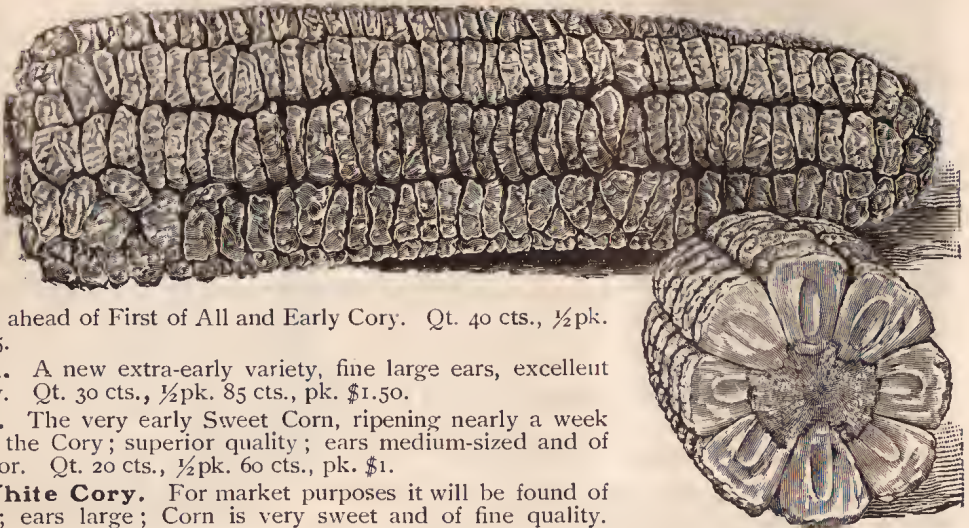 ahead of First of All and Early Cory. Qt. 40 cts., ½pk.
5.
. A new extra-early variety, fine large ears, excellent
. Qt. 30 cts., ½pk. 85 cts., pk. $1.50.
. The very early Sweet Corn, ripening nearly a week
the Cory; superior quality; ears medium-sized and of
or. Qt. 20 cts., ½pk. 60 cts., pk. $1.
hite Cory. For market purposes it will be found of
; ears large; Corn is very sweet and of fine quality.